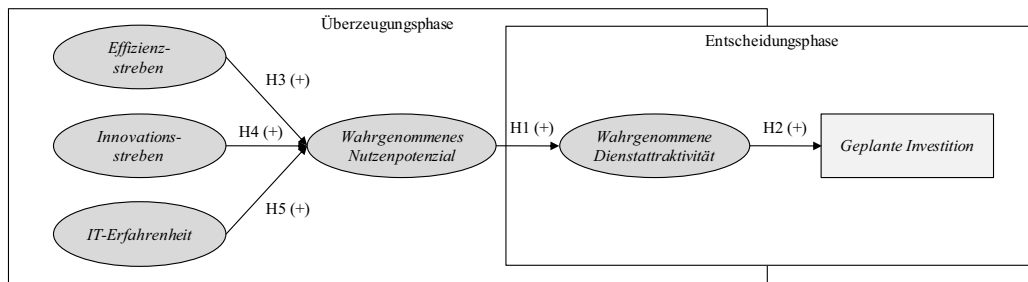 Überzeugungsphase
Entscheidungsphase
Effizienz-
streben
H3 (+)
Innovations-
streben
H4 (+)
Wahrgenommenes
Nutzenpotenzial
H1 (+)
Wahrgenommene
Dienstattraktivität
H2 (+)
Geplante Investition
H5 (+)
IT-Erfahrenheit